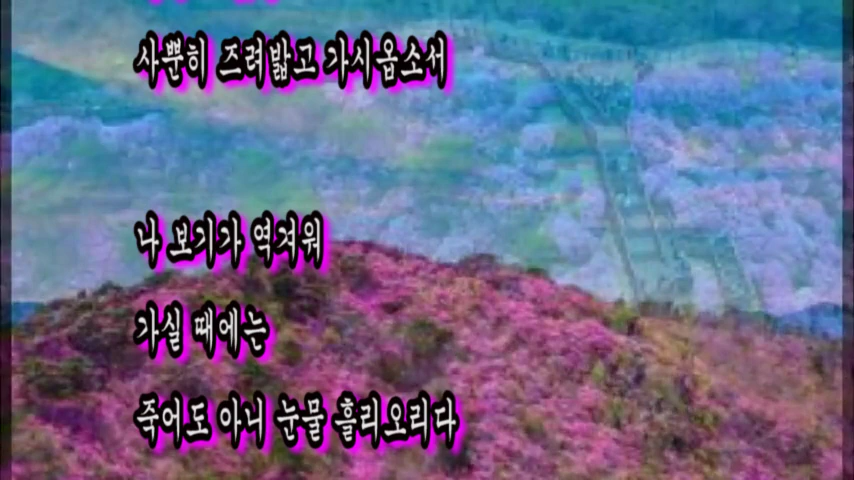 사뿐히 즈려밟고 가시옵소서
나 보기가 역겨워
가실 때에는
죽어도 아니 눈물 흘리오리다